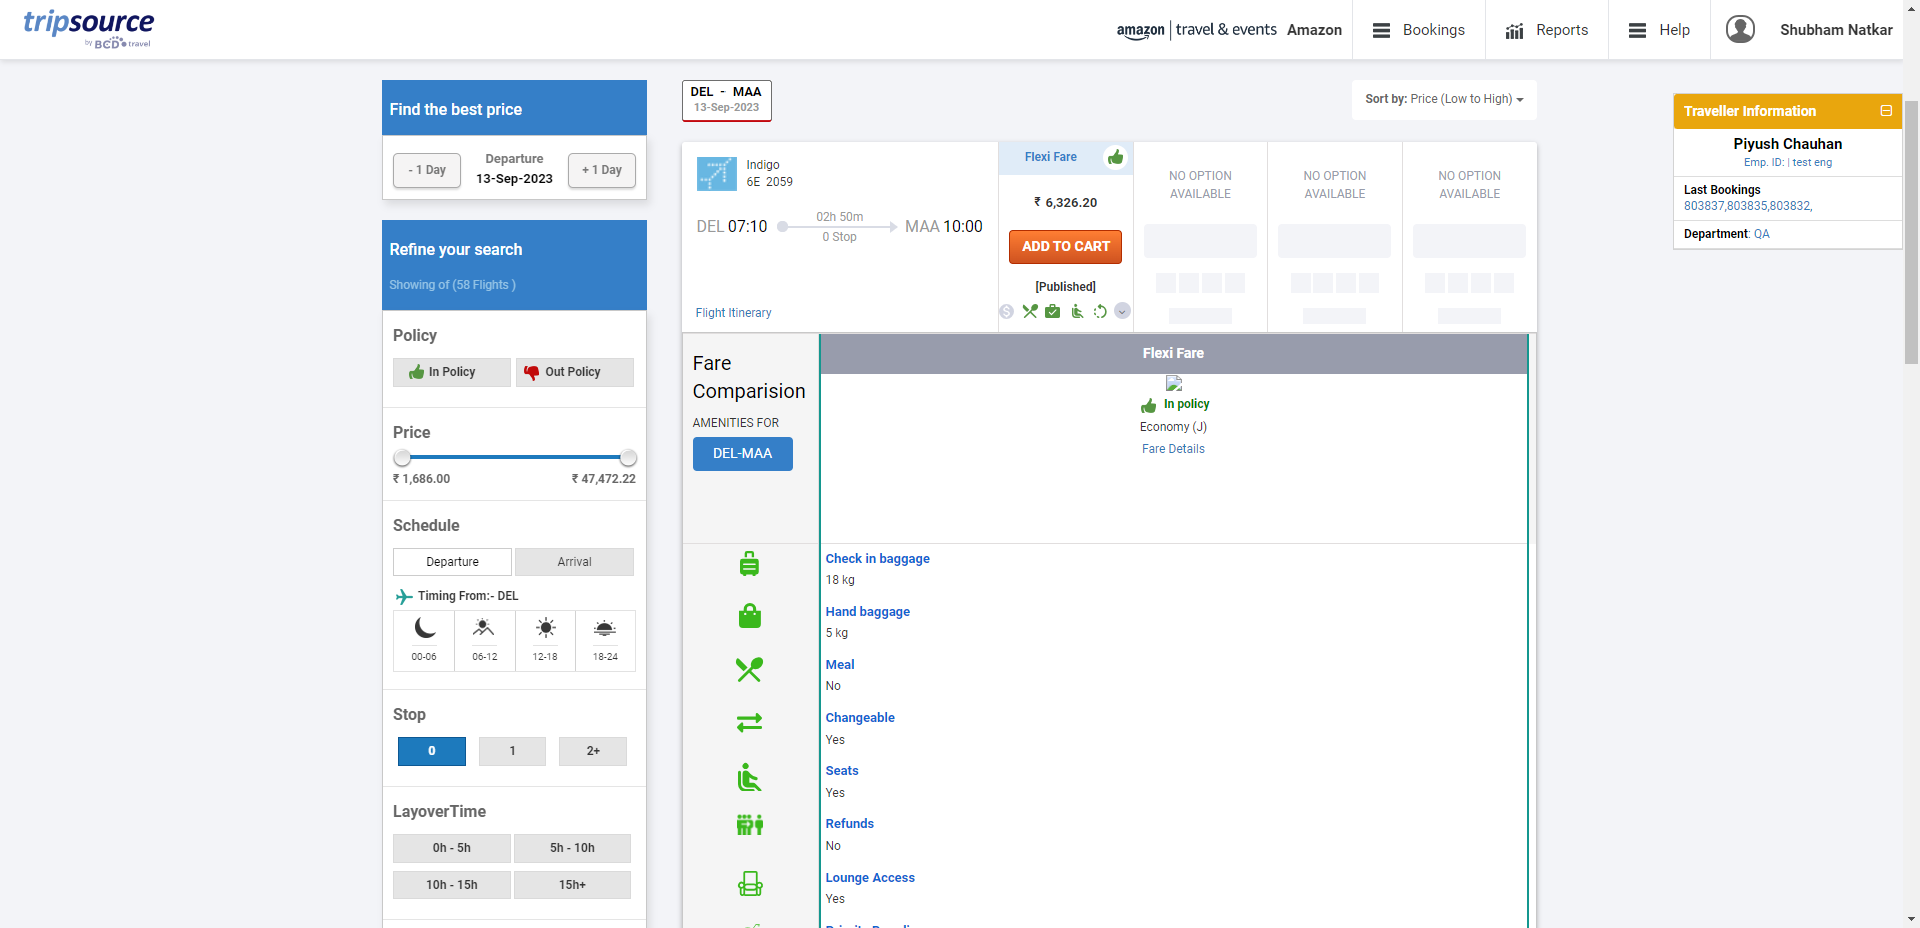 tripsource
by BCD travel
amazon | travel & events Amazon
Bookings
Reports
Help
Shubham Natkar
Find the best price
- 1 Day
Departure
13-Sep-2023
+ 1 Day
Refine your search
Showing of (58 Flights )
Policy
In Policy
Out Policy
Price
₹ 1,686.00
₹ 47,472.22
Schedule
Departure
Arrival
Timing From:- DEL
00-06
06-12
12-18
18-24
Stop
0
1
2+
LayoverTime
0h - 5h
5h - 10h
10h - 15h
15h+
DEL - MAA
13-Sep-2023
Sort by: Price (Low to High)
Indigo
6E 2059
DEL 07:10
02h 50m
0 Stop
MAA 10:00
Flight Itinerary
Flexi Fare
₹ 6,326.20
ADD TO CART
[Published]
NO OPTION
AVAILABLE
NO OPTION
AVAILABLE
NO OPTION
AVAILABLE
Fare
Comparision
AMENITIES FOR
DEL-MAA
Flexi Fare
In policy
Economy (J)
Fare Details
Check in baggage
18 kg
Hand baggage
5 kg
Meal
No
Changeable
Yes
Seats
Yes
Refunds
No
Lounge Access
Yes
Traveller Information
Piyush Chauhan
Emp. ID: | test eng
Last Bookings
803837,803835,803832,
Department: QA